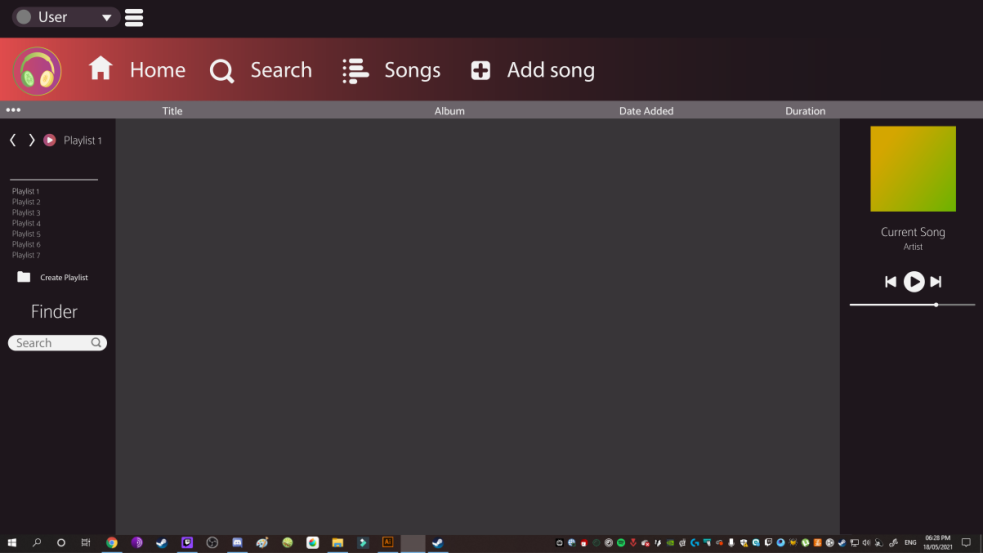 User
Home Search Songs Add song
Title Album Date Added Duration
Playlist 1
Playlist 1
Playlist 2
Playlist 3
Playlist 4
Playlist 5
Playlist 6
Playlist 7
Create Playlist
Finder
Search
Current Song
Artist
Ai
ENG
06:28 PM
18/05/2021